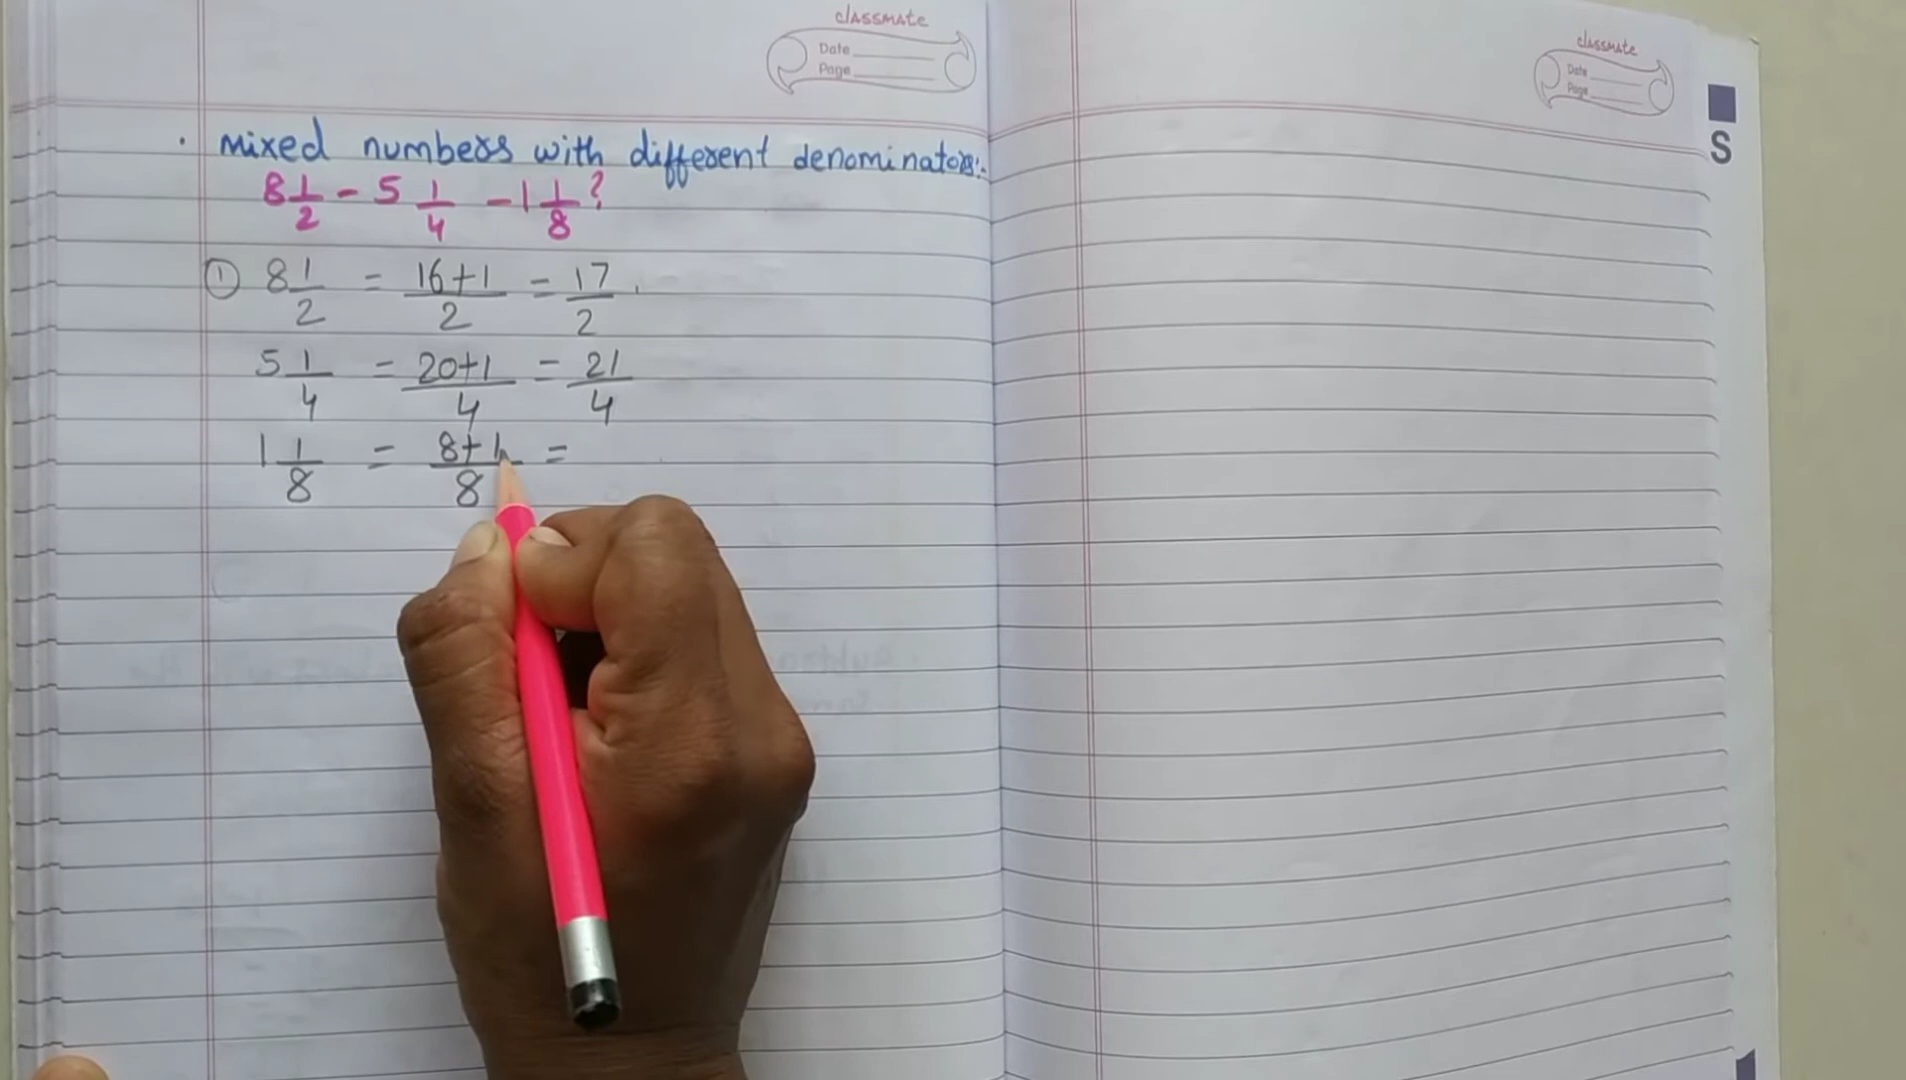 classmate
Date
Page
classmate
Date
Page
S
. Mixed numbers with different denominators:-
8 1/2 - 5 1/4 - 1 1/8 ?
① 8 1/2 = 16+1/2 = 17/2
5 1/4 = 20+1/4 = 21/4
1 1/8 = 8+1/8 =